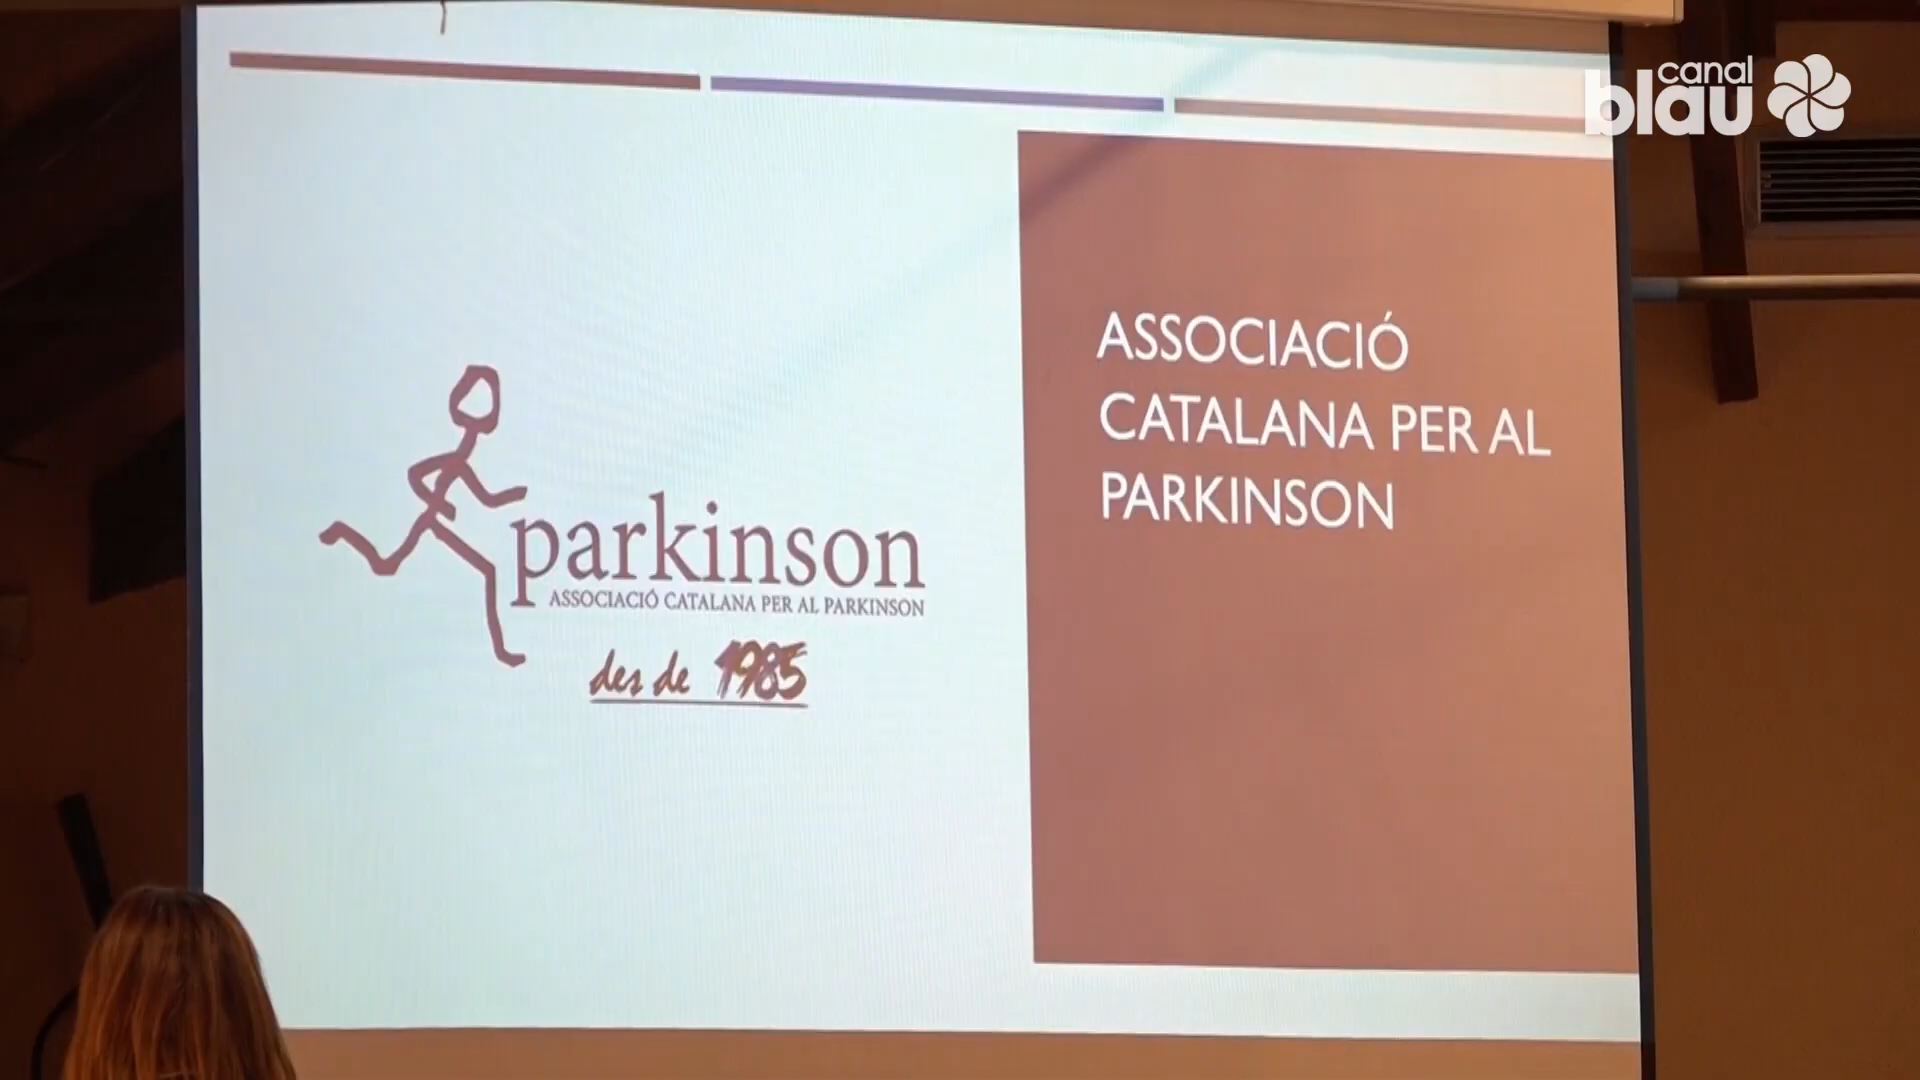 canal
blau
ASSOCIACIÓ
CATALANA PER AL
PARKINSON
parkinson
ASSOCIACIÓ CATALANA PER AL PARKINSON
des de 1985